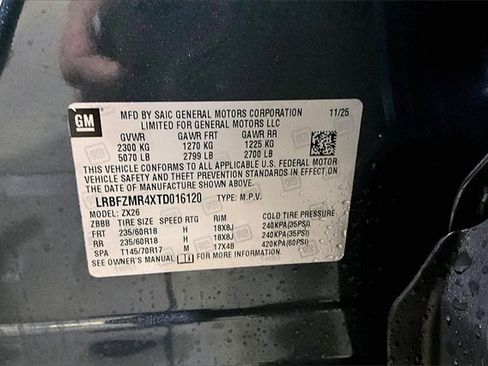 GM
MFD BY SAIC GENERAL MOTORS CORPORATION 11/25
LIMITED FOR GENERAL MOTORS LLC
GVWR GAWR FRT GAWR RR
2300 KG 1270 KG 1225 KG
5070 LB 2799 LB 2700 LB
THIS VEHICLE CONFORMS TO ALL APPLICABLE U.S. FEDERAL MOTOR
VEHICLE SAFETY AND THEFT PREVENTION STANDARDS IN EFFECT ON THE
DATE OF MANUFACTURE SHOWN ABOVE.
LRBFZMR4XTD016120 TYPE: M.P.V.
MODEL: ZX26
ZBBB TIRE SIZE SPEED RTG RIM COLD TIRE PRESSURE
FRT 235/60R18 H 18X8J 240KPA(35PSI)
RR 235/60R18 H 18X8J 240KPA(35PSI)
SPA T145/70R17 M 17X4B 420KPA(60PSI)
SEE OWNER'S MANUAL FOR MORE INFORMATION.